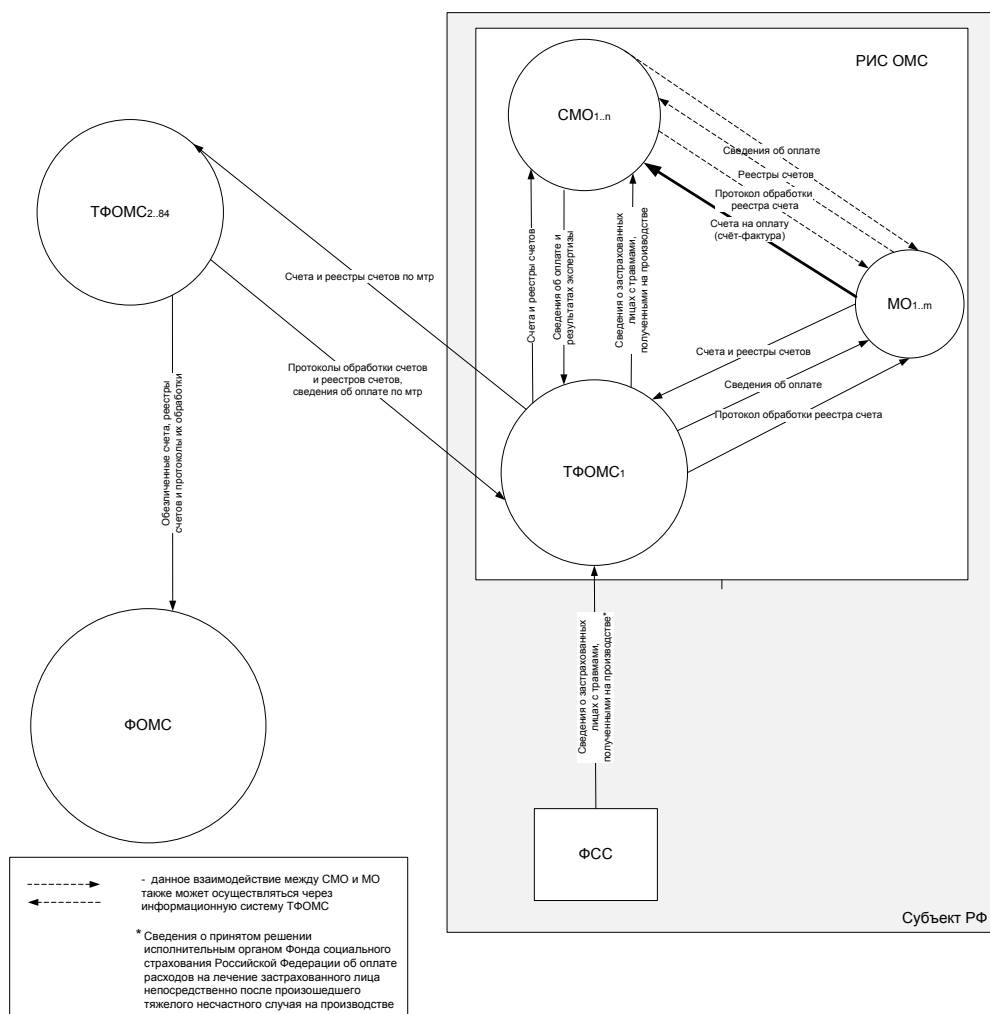 РИС ОМС
СМО1..n
Сведения об оплате
Реестры счетов
Протокол обработки
реестра счета
Счета на оплату
(счёт-фактура)
ТФОМС2..84
Счета и реестры счетов по мтр
Счета и реестры счетов
Сведения об оплате и
результатах экспертизы
Сведения о застрахованных
лицах с травмами,
полученными на производстве
МО1..m
Счета и реестры счетов
Сведения об оплате
Протокол обработки реестра счета
Протоколы обработки счетов
и реестров счетов,
сведения об оплате по мтр
Обезличенные счета, реестры
счетов и протоколы их обработки
ТФОМС1
Сведения о застрахованных
лицах с травмами,
полученными на производстве*
ФОМС
ФСС
Субъект РФ
- данное взаимодействие между СМО и МО
также может осуществляться через
информационную систему ТФОМС
* Сведения о принятом решении
исполнительным органом Фонда социального
страхования Российской Федерации об оплате
расходов на лечение застрахованного лица
непосредственно после произошедшего
тяжелого несчастного случая на производстве